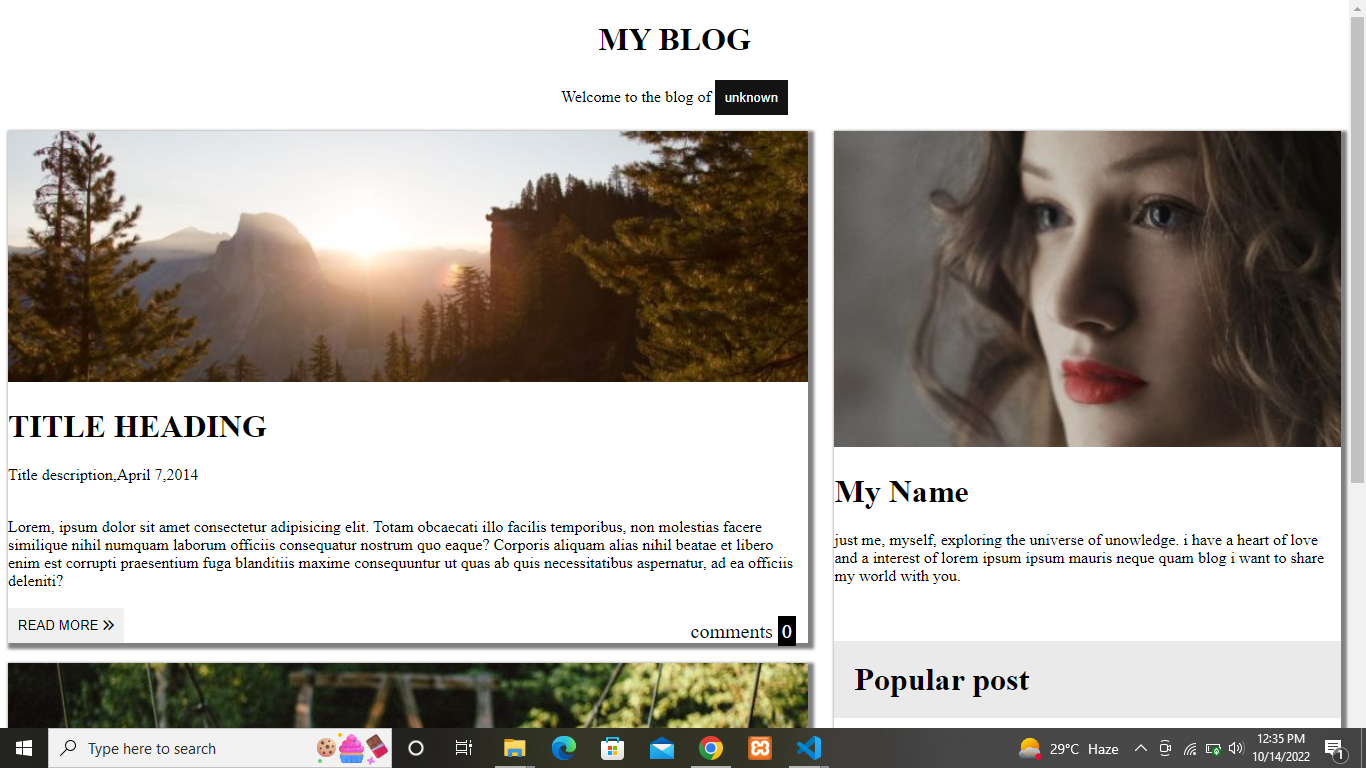 MY BLOG
Welcome to the blog of unknown
TITLE HEADING
Title description,April 7,2014
Lorem, ipsum dolor sit amet consectetur adipisicing elit. Totam obcaecati illo facilis temporibus, non molestias facere
similique nihil numquam laborum officiis consequatur nostrum quo eaque? Corporis aliquam alias nihil beatae et libero
enim est corrupti praesentium fuga blanditiis maxime consequuntur ut quas ab quis necessitatibus aspernatur, ad ea officiis
deleniti?
READ MORE »
comments 0
My Name
just me, myself, exploring the universe of unowledge. i have a heart of love
and a interest of lorem ipsum ipsum mauris neque quam blog i want to share
my world with you.
Popular post
Type here to search
29°C Haze
12:35 PM
10/14/2022
1